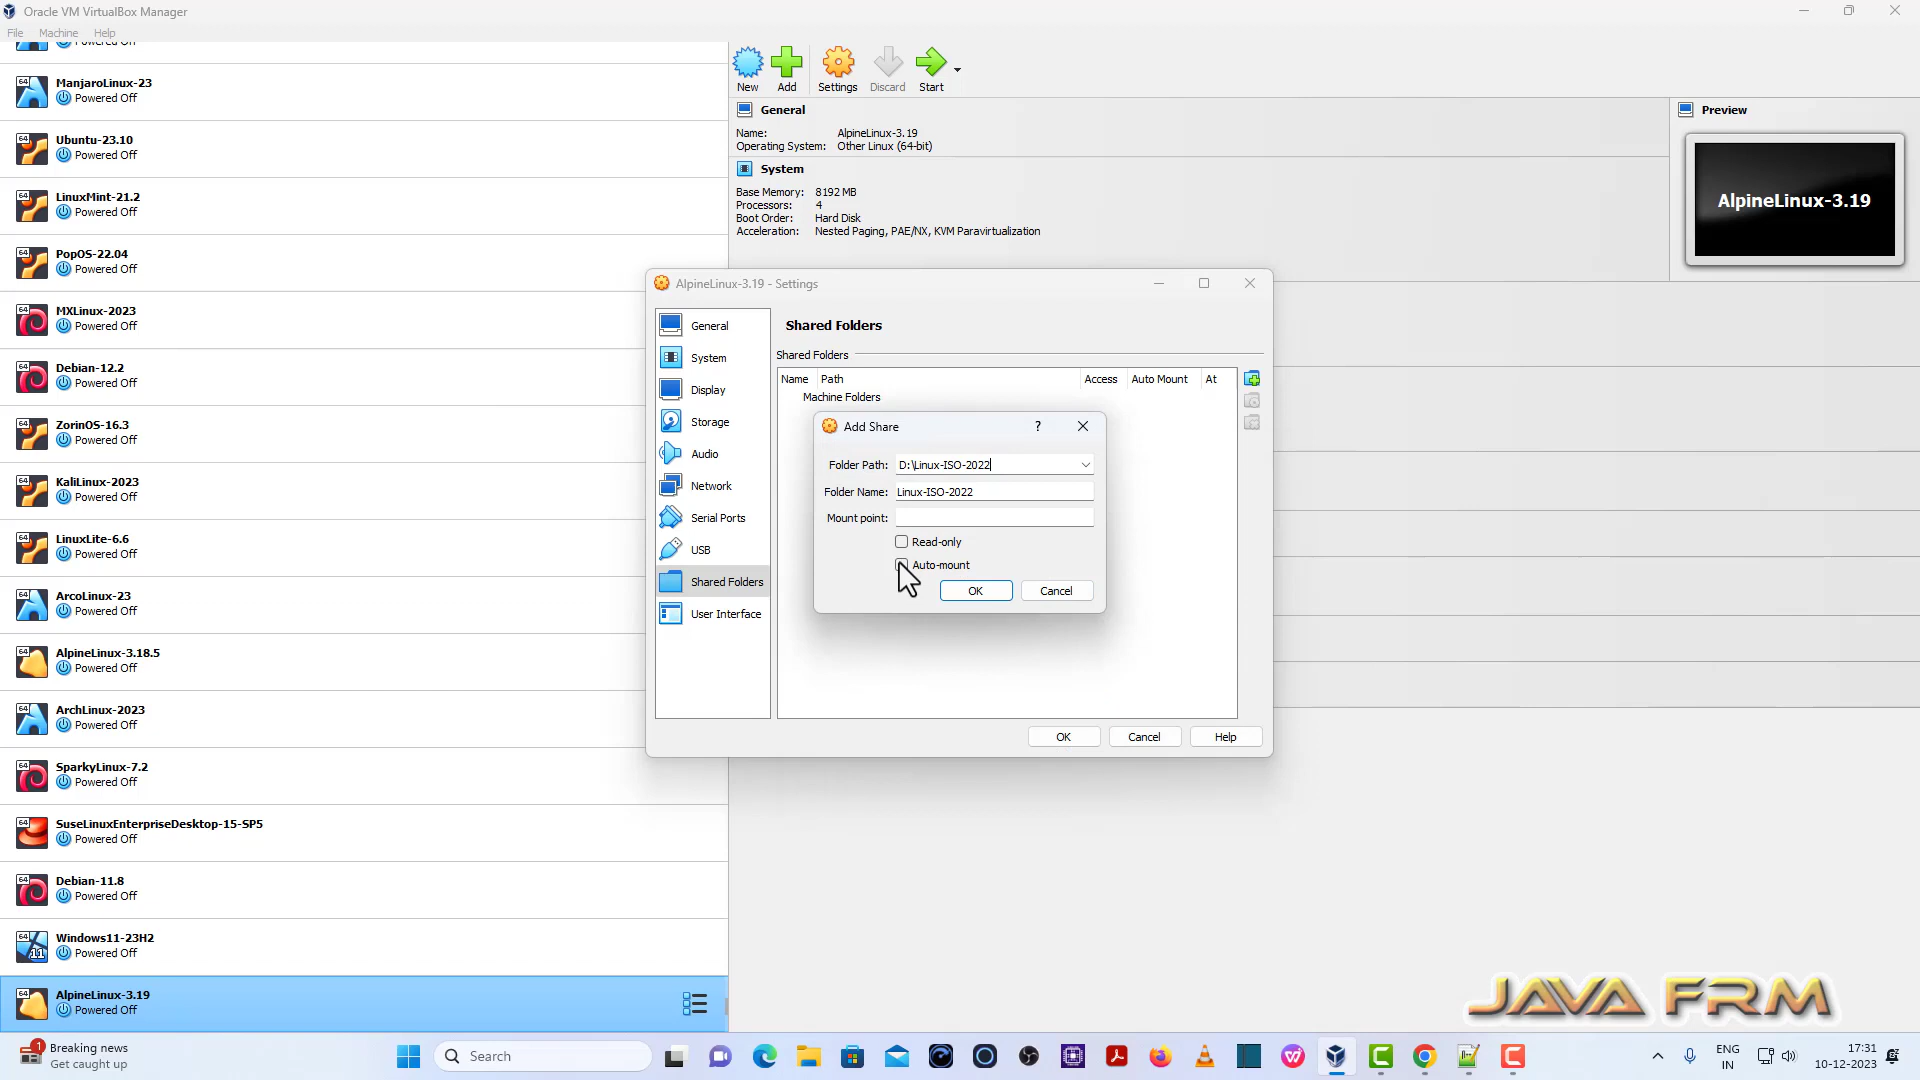 Oracle VM VirtualBox Manager
File Machine Help
Powered Off
ManjaroLinux-23
Powered Off
Ubuntu-23.10
Powered Off
LinuxMint-21.2
Powered Off
PopOS-22.04
Powered Off
MXLinux-2023
Powered Off
Debian-12.2
Powered Off
ZorinOS-16.3
Powered Off
KaliLinux-2023
Powered Off
LinuxLite-6.6
Powered Off
ArcoLinux-23
Powered Off
AlpineLinux-3.18.5
Powered Off
ArchLinux-2023
Powered Off
SparkyLinux-7.2
Powered Off
SuseLinuxEnterpriseDesktop-15-SP5
Powered Off
Debian-11.8
Powered Off
Windows11-23H2
Powered Off
AlpineLinux-3.19
Powered Off
New Add Settings Discard Start
General
Name: AlpineLinux-3.19
Operating System: Other Linux (64-bit)
System
Base Memory: 8192 MB
Processors: 4
Boot Order: Hard Disk
Acceleration: Nested Paging, PAE/NX, KVM Paravirtualization
Preview
AlpineLinux-3.19
AlpineLinux-3.19 - Settings
General
System
Display
Storage
Audio
Network
Serial Ports
USB
Shared Folders
User Interface
Shared Folders
Shared Folders
Name Path Access Auto Mount At
Machine Folders
Add Share ?
Folder Path: D:\Linux-ISO-2022
Folder Name: Linux-ISO-2022
Mount point:
Read-only
Auto-mount
OK Cancel
OK Cancel Help
JAVA FRM
1 Breaking news
Get caught up
Search
ENG
IN
17:31
10-12-2023